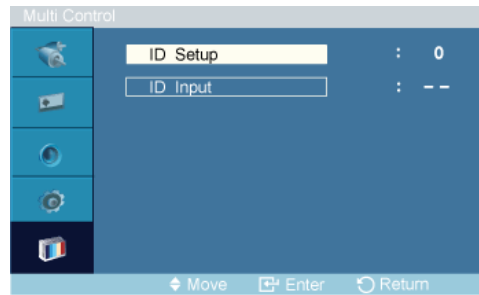 Multi Control
ID Setup : 0
ID Input : --
Move Enter Return